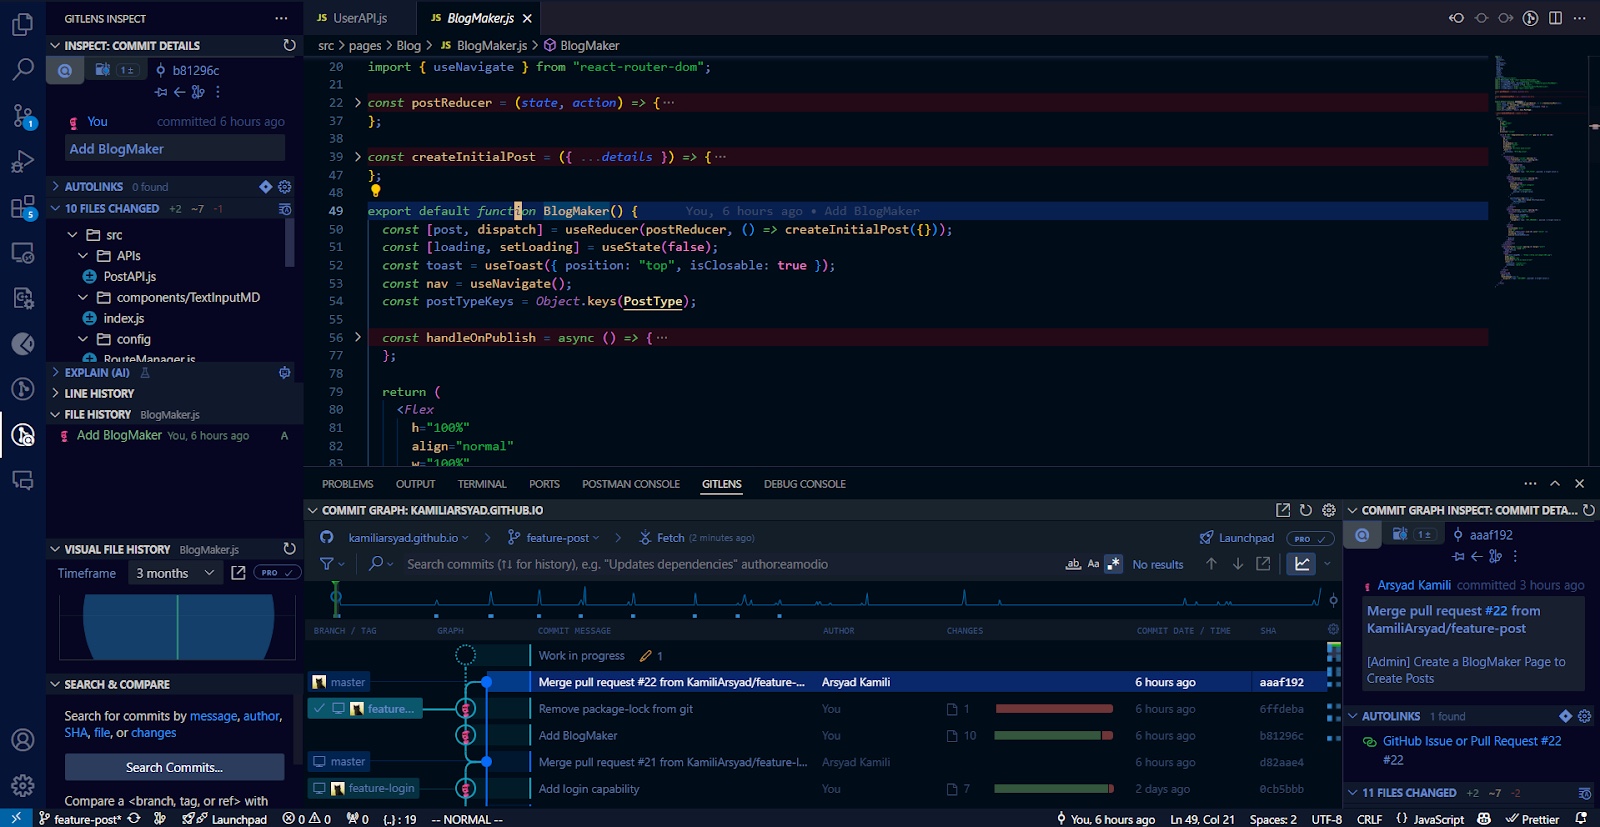 GITLENS INSPECT
INSPECT: COMMIT DETAILS
1± b81296c
You committed 6 hours ago
Add BlogMaker
AUTOLINKS 0 found
10 FILES CHANGED +2 ~7 -1
src
APIs
PostAPI.js
components/TextInputMD
index.js
config
RouteManager.js
EXPLAIN (AI)
LINE HISTORY
FILE HISTORY BlogMaker.js
Add BlogMaker You, 6 hours ago A
VISUAL FILE HISTORY BlogMaker.js
Timeframe 3 months PRO
SEARCH & COMPARE
Search for commits by message, author,
SHA, file, or changes
Search Commits...
Compare a <branch, tag, or ref> with
1
5
JS UserAPI.js JS BlogMaker.js
src > pages > Blog > JS BlogMaker.js > BlogMaker
20 import { useNavigate } from "react-router-dom";
21
22 const postReducer = (state, action) => {···
37 };
38
39 const createInitialPost = ({ ...details }) => {···
47 };
48
49 export default function BlogMaker() { You, 6 hours ago • Add BlogMaker
50 const [post, dispatch] = useReducer(postReducer, () => createInitialPost({}));
51 const [loading, setLoading] = useState(false);
52 const toast = useToast({ position: "top", isClosable: true });
53 const nav = useNavigate();
54 const postTypeKeys = Object.keys(PostType);
55
56 const handleOnPublish = async () => {···
77 };
78
79 return (
80 <Flex
81 h="100%"
82 align="normal"
83 w="100%"
PROBLEMS OUTPUT TERMINAL PORTS POSTMAN CONSOLE GITLENS DEBUG CONSOLE
COMMIT GRAPH: KAMILIARSYAD.GITHUB.IO
kamiliarsyad.github.io > feature-post > Fetch (2 minutes ago) Launchpad PRO
Search commits (↑↓ for history), e.g. "Updates dependencies" author:eamodio ab Aa .* No results
BRANCH / TAG GRAPH COMMIT MESSAGE AUTHOR CHANGES COMMIT DATE / TIME SHA
Work in progress 1
master Merge pull request #22 from KamiliArsyad/feature-... Arsyad Kamili 6 hours ago aaaf192
feature... Remove package-lock from git You 1 6 hours ago 6ffdeba
Add BlogMaker You 10 6 hours ago b81296c
master Merge pull request #21 from KamiliArsyad/feature-l... Arsyad Kamili 6 hours ago d82aae4
feature-login Add login capability You 7 2 days ago 0cb5bbb
COMMIT GRAPH INSPECT: COMMIT DETA...
1± aaaf192
Arsyad Kamili committed 3 hours ago
Merge pull request #22 from
KamiliArsyad/feature-post
[Admin] Create a BlogMaker Page to
Create Posts
AUTOLINKS 1 found
GitHub Issue or Pull Request #22
#22
11 FILES CHANGED +2 ~7 -2
feature-post* Launchpad 0 0 0 {..} : 19 -- NORMAL -- You, 6 hours ago Ln 49, Col 21 Spaces: 2 UTF-8 CRLF {} JavaScript Prettier